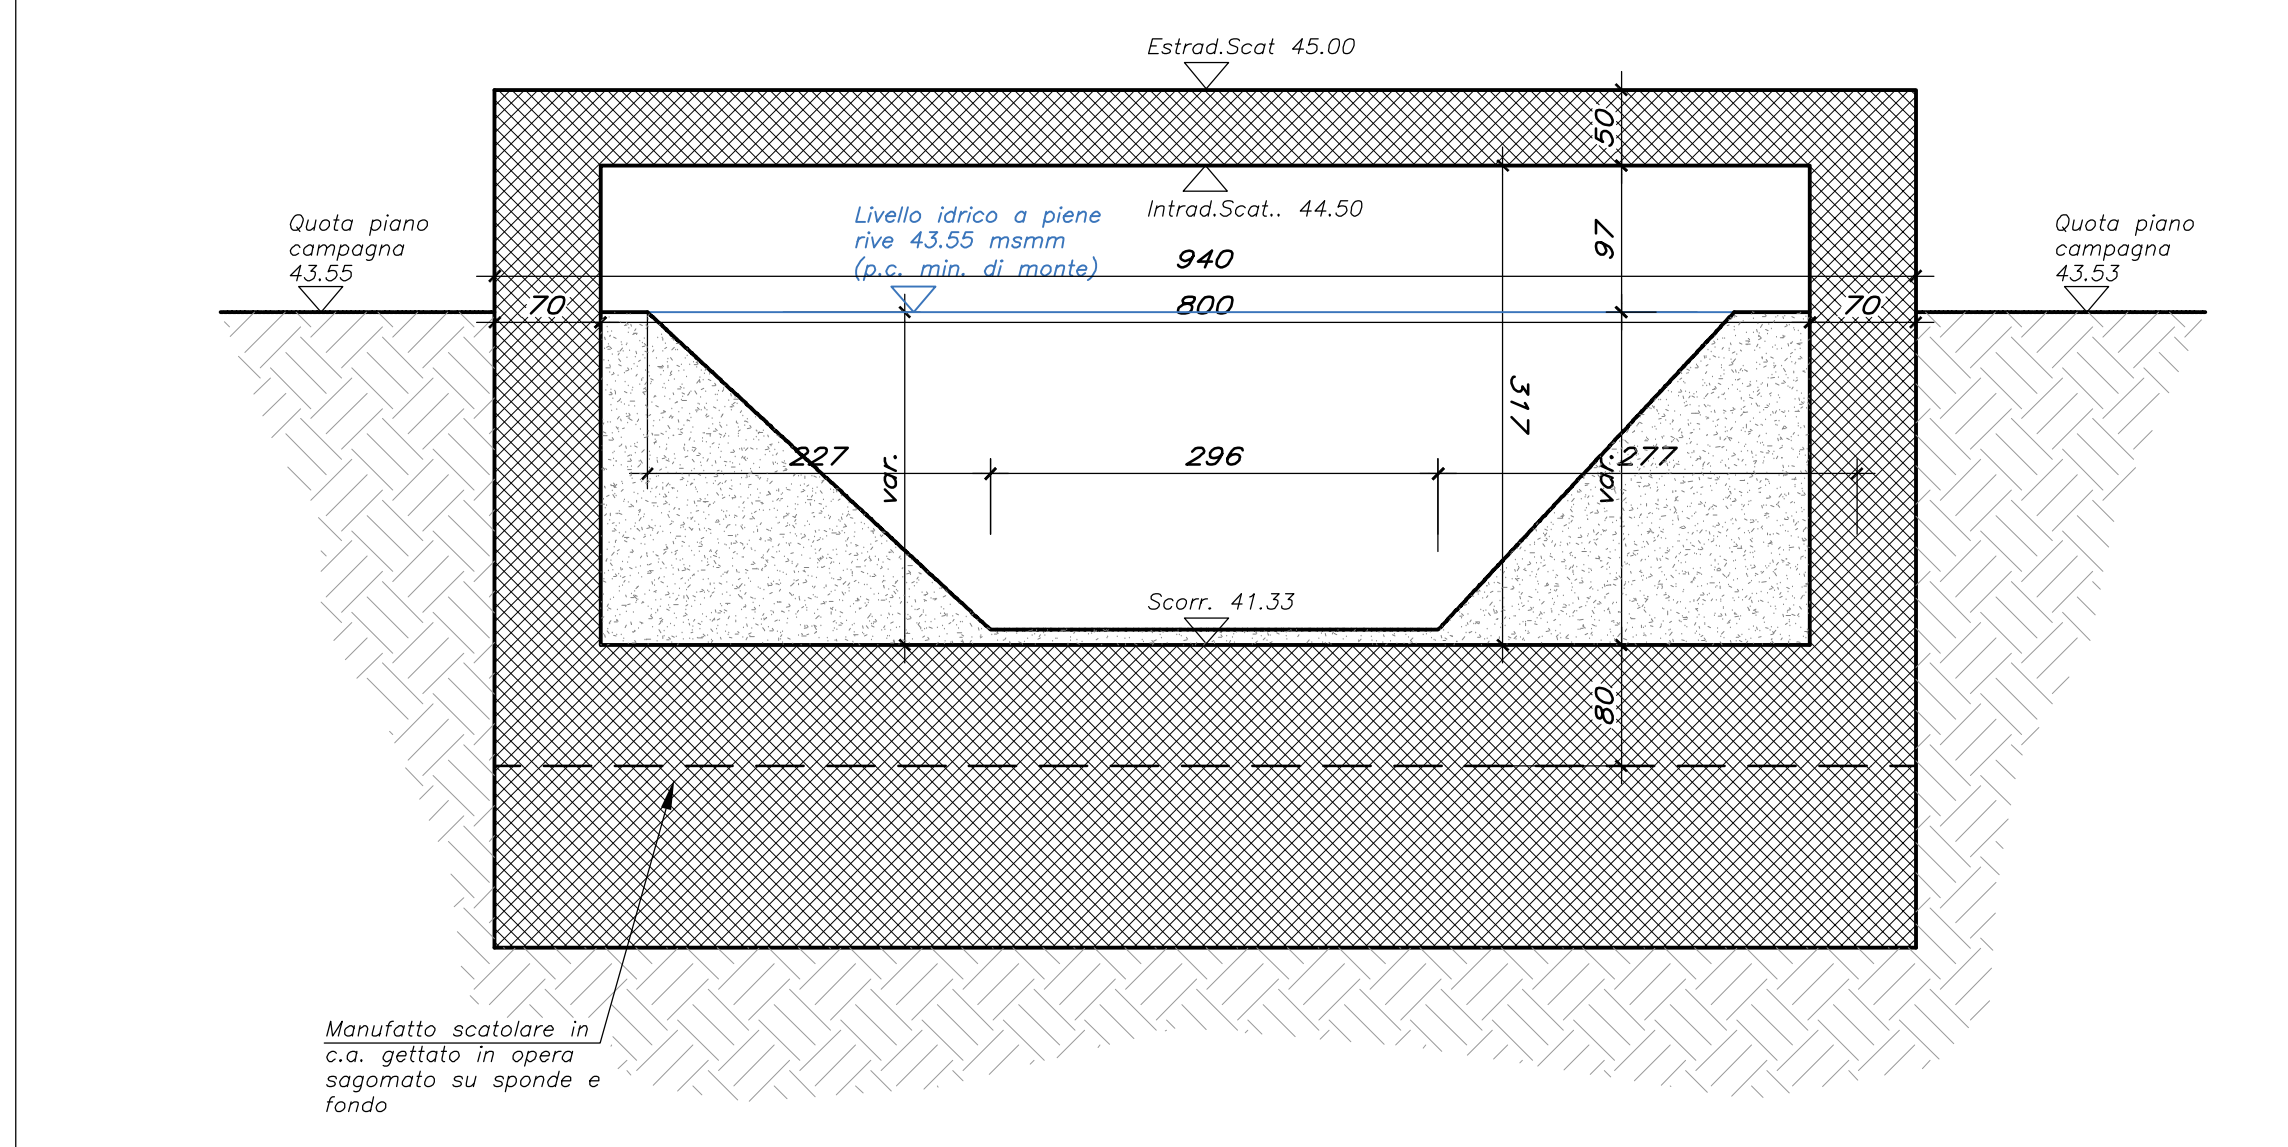 Estrad.Scat 45.00
50
Intrad.Scat.. 44.50
97
Quota piano
campagna
43.55
Livello idrico a piene
rive 43.55 msmm
(p.c. min. di monte)
Quota piano
campagna
43.53
940
70
800
70
317
227
var.
296
var.
277
Scorr. 41.33
80
Manufatto scatolare in
c.a. gettato in opera
sagomato su sponde e
fondo